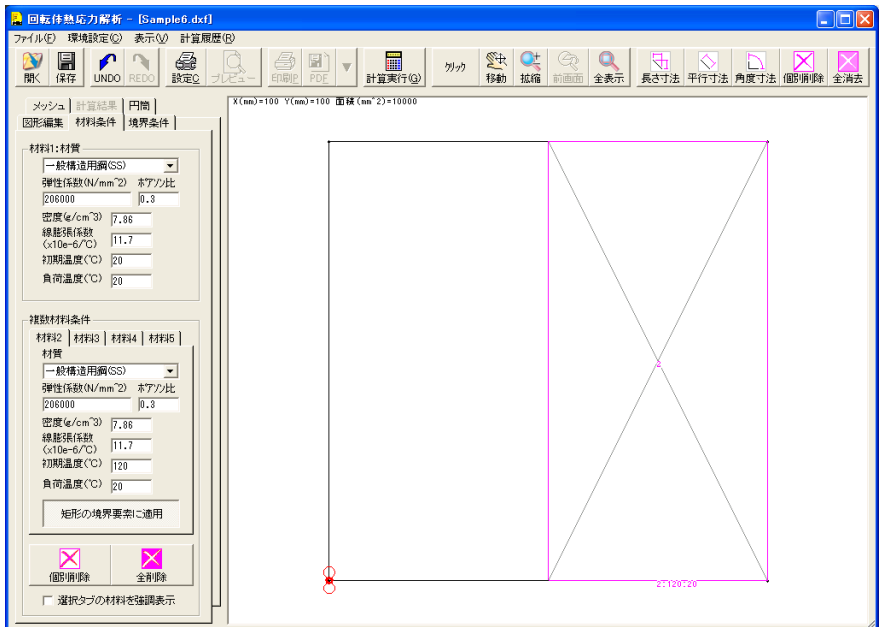 回転体熱応力解析 - [Sample6.dxf]
ファイル(F) 環境設定(C) 表示(V) 計算履歴(R)
開く 保存 UNDO REDO 設定C プレビュー 印刷P PDF 計算実行(G) クリック 移動 拡縮 前画面 全表示 長さ寸法 平行寸法 角度寸法 個別削除 全消去
メッシュ 計算結果 円筒
図形編集 材料条件 境界条件
X(mm)=100 Y(mm)=100 面積(mm^2)=10000
材料1:材質
一般構造用鋼(SS)
弾性係数(N/mm^2) ポアソン比
206000 0.3
密度(g/cm^3) 7.86
線膨張係数
(x10e-6/℃) 11.7
初期温度(℃) 20
負荷温度(℃) 20
複数材料条件
材料2 材料3 材料4 材料5
材質
一般構造用鋼(SS)
弾性係数(N/mm^2) ポアソン比
206000 0.3
密度(g/cm^3) 7.86
線膨張係数
(x10e-6/℃) 11.7
初期温度(℃) 120
負荷温度(℃) 20
矩形の境界要素に適用
個別削除 全削除
選択タブの材料を強調表示
2
2:120:20